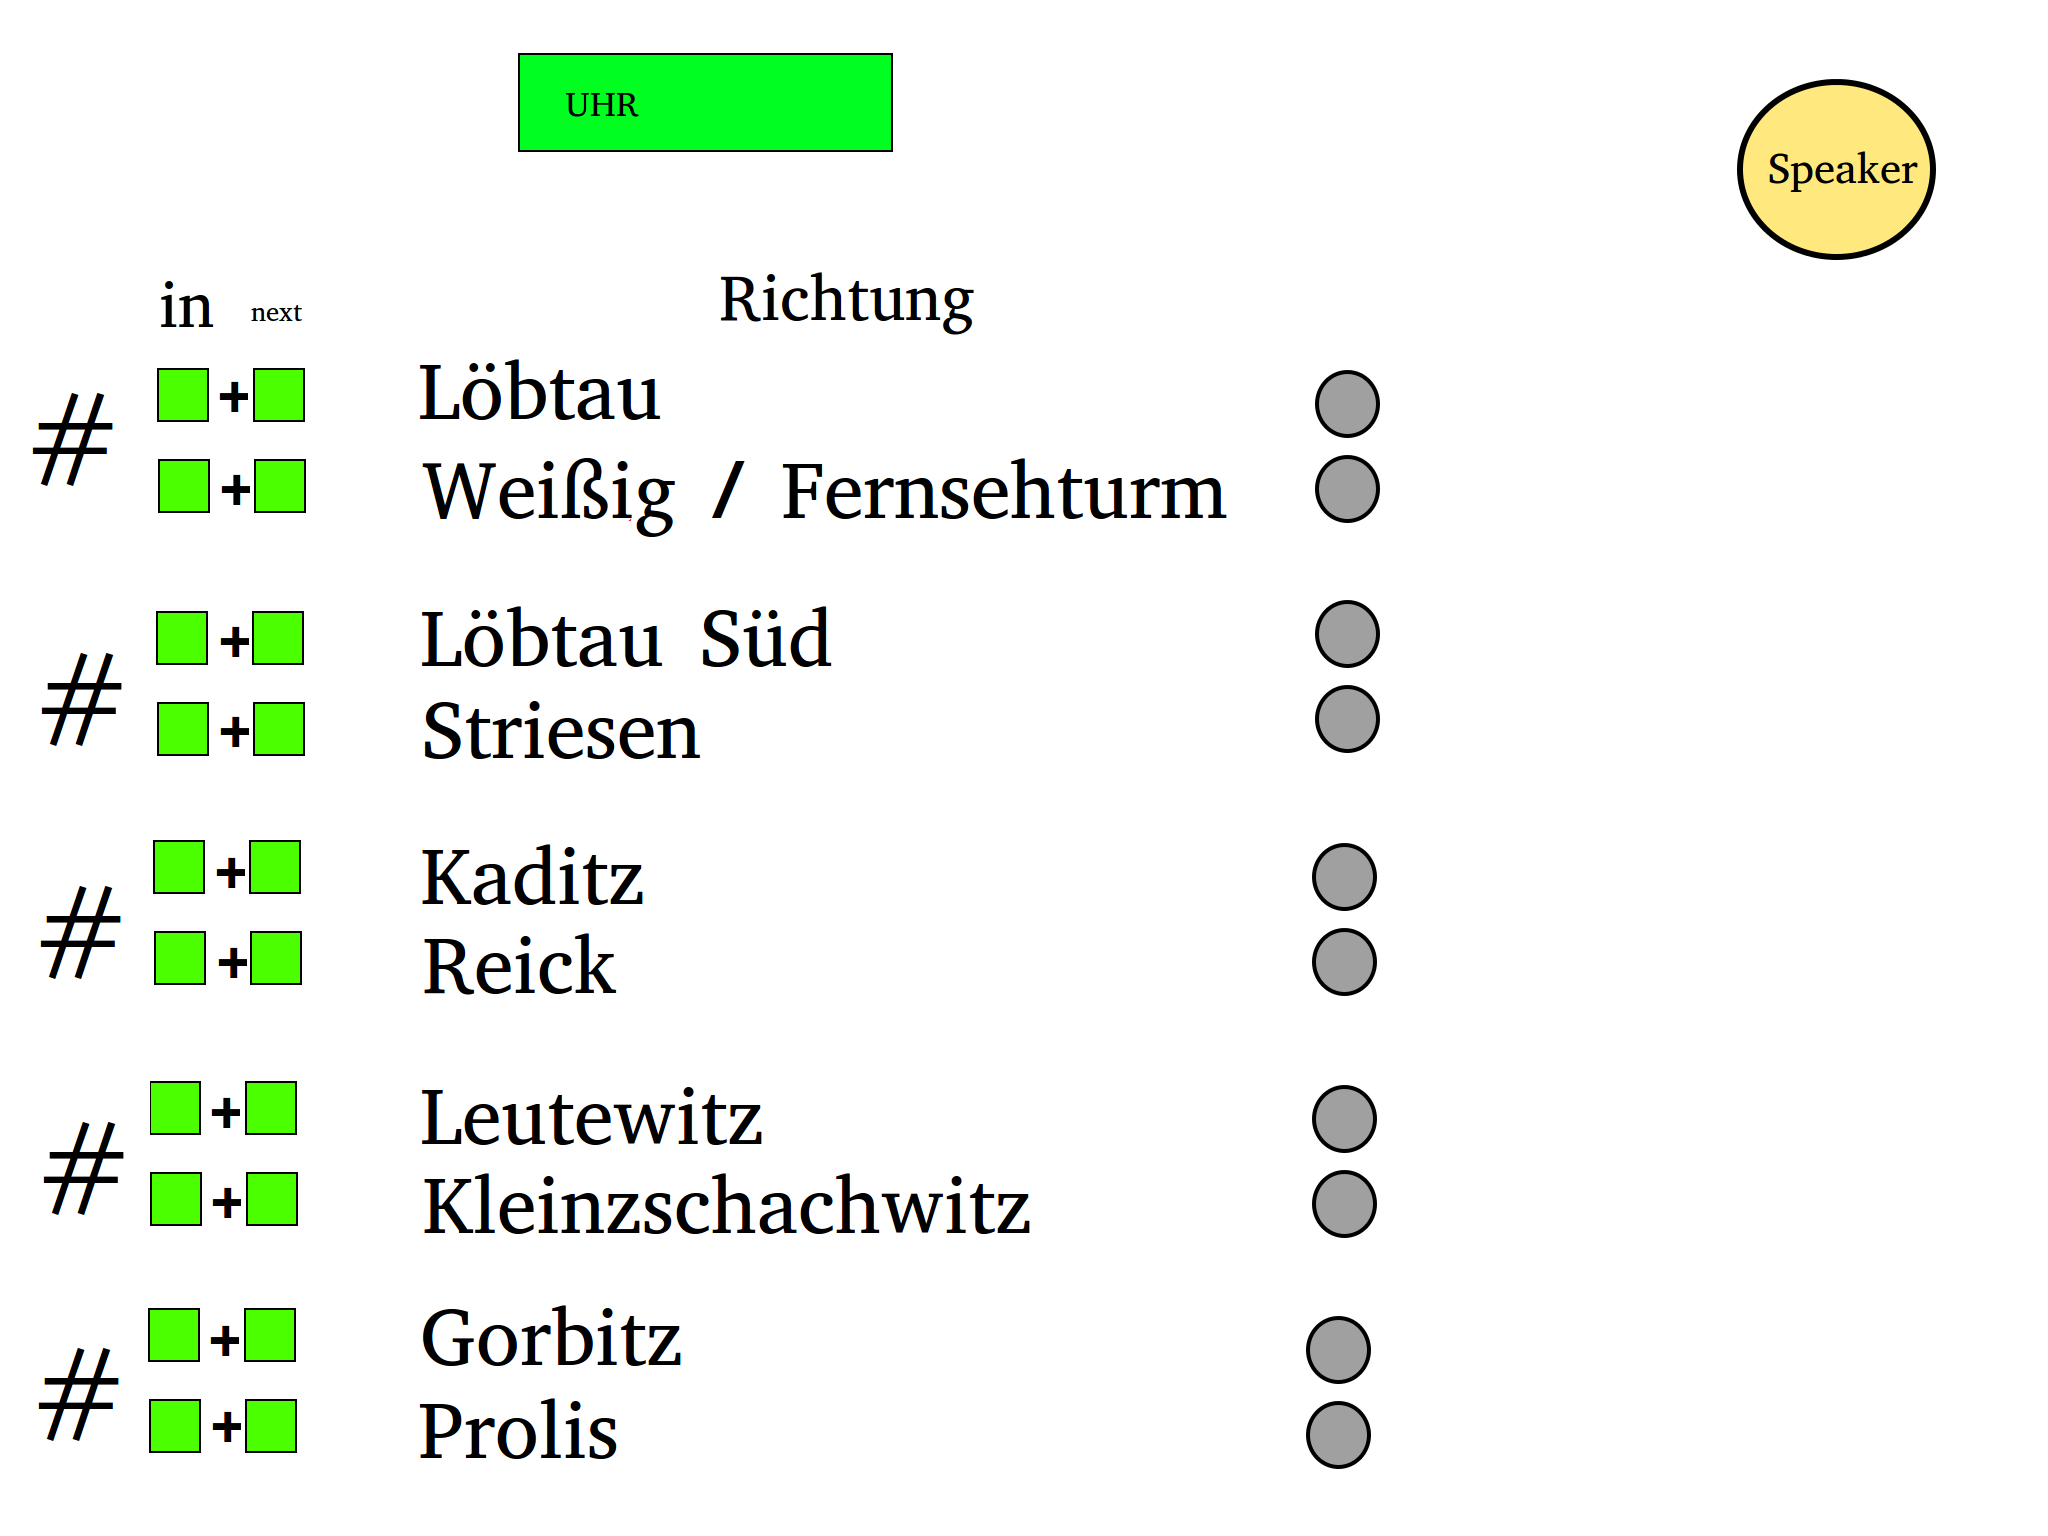 UHR
Speaker
in next Richtung
# + Löbtau
+ Weißig / Fernsehturm
# + Löbtau Süd
+ Striesen
# + Kaditz
+ Reick
# + Leutewitz
+ Kleinzschachwitz
# + Gorbitz
+ Prolis